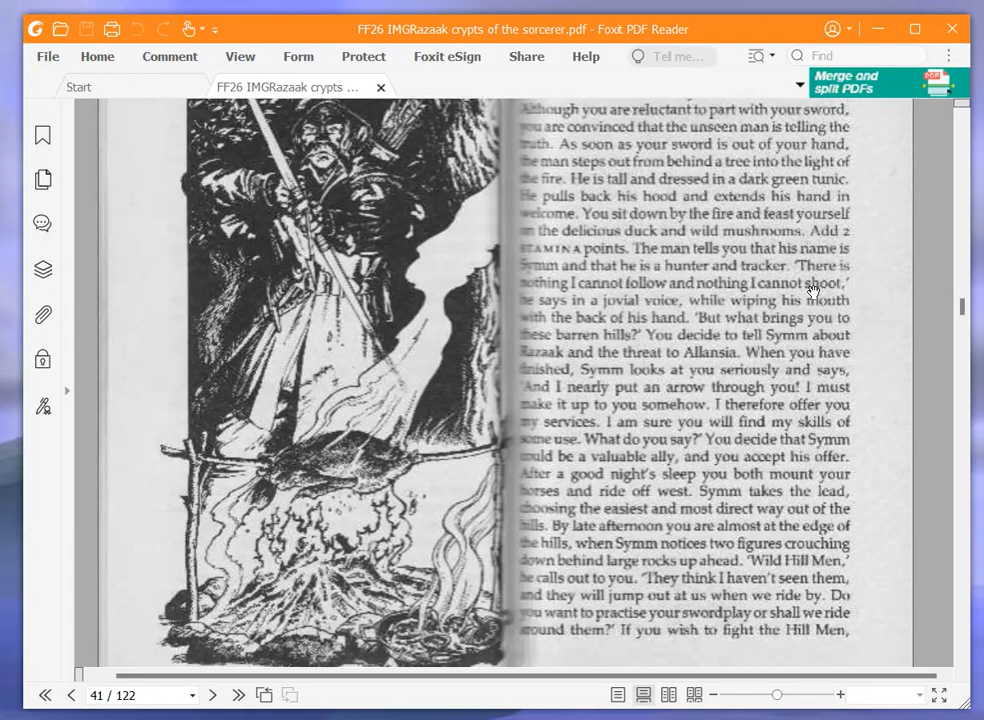 FF26 IMGRazaak crypts of the sorcerer.pdf - Foxit PDF Reader
File Home Comment View Form Protect Foxit eSign Share Help Tell me... Find
Start FF26 IMGRazaak crypts ... Merge and
split PDFs
Although you are reluctant to part with your sword,
you are convinced that the unseen man is telling the
truth. As soon as your sword is out of your hand,
the man steps out from behind a tree into the light of
the fire. He is tall and dressed in a dark green tunic.
He pulls back his hood and extends his hand in
welcome. You sit down by the fire and feast yourself
on the delicious duck and wild mushrooms. Add 2
STAMINA points. The man tells you that his name is
Symm and that he is a hunter and tracker. 'There is
nothing I cannot follow and nothing I cannot shoot,'
he says in a jovial voice, while wiping his mouth
with the back of his hand. 'But what brings you to
these barren hills?' You decide to tell Symm about
Razaak and the threat to Allansia. When you have
finished, Symm looks at you seriously and says,
'And I nearly put an arrow through you! I must
make it up to you somehow. I therefore offer you
my services. I am sure you will find my skills of
some use. What do you say?' You decide that Symm
could be a valuable ally, and you accept his offer.
After a good night's sleep you both mount your
horses and ride off west. Symm takes the lead,
choosing the easiest and most direct way out of the
hills. By late afternoon you are almost at the edge of
the hills, when Symm notices two figures crouching
down behind large rocks up ahead. 'Wild Hill Men,'
he calls out to you. 'They think I haven't seen them,
and they will jump out at us when we ride by. Do
you want to practise your swordplay or shall we ride
around them?' If you wish to fight the Hill Men,
41 / 122